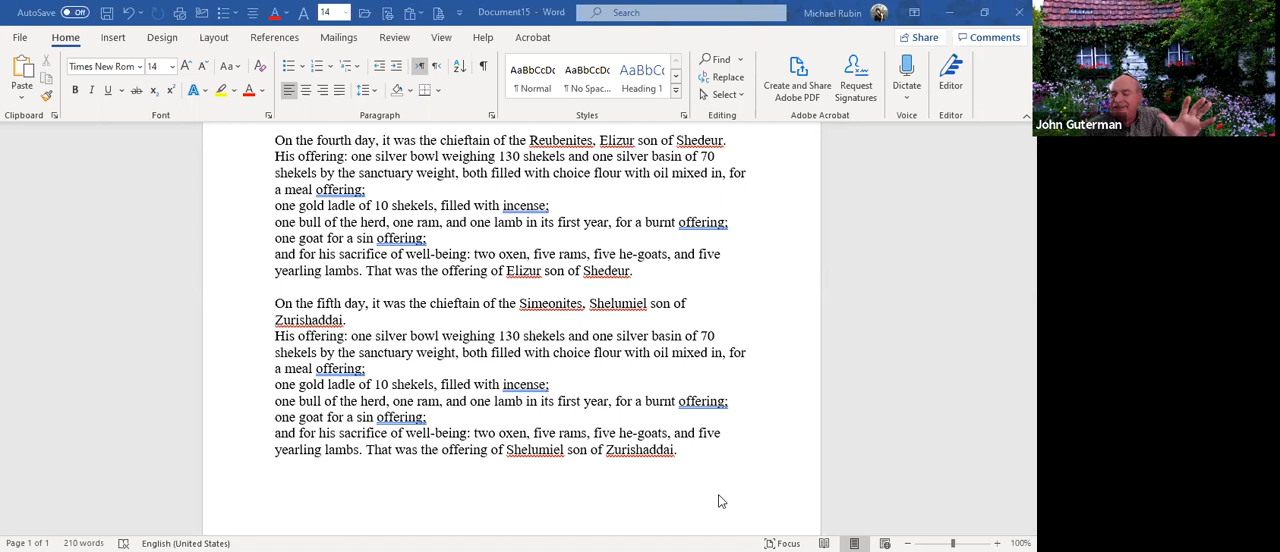 AutoSave Off Document15 - Word Search Michael Rubin
File Home Insert Design Layout References Mailings Review View Help Acrobat Share Comments
Paste Times New Rom 14 Aa AaBbCcDc AaBbCcDc AaBbCc Find Replace Select Create and Share Adobe PDF Request Signatures Dictate Editor
¶ Normal ¶ No Spac... Heading 1
Clipboard Font Paragraph Styles Editing Adobe Acrobat Voice Editor
John Guterman
On the fourth day, it was the chieftain of the Reubenites, Elizur son of Shedeur.
His offering: one silver bowl weighing 130 shekels and one silver basin of 70
shekels by the sanctuary weight, both filled with choice flour with oil mixed in, for
a meal offering;
one gold ladle of 10 shekels, filled with incense;
one bull of the herd, one ram, and one lamb in its first year, for a burnt offering;
one goat for a sin offering;
and for his sacrifice of well-being: two oxen, five rams, five he-goats, and five
yearling lambs. That was the offering of Elizur son of Shedeur.
On the fifth day, it was the chieftain of the Simeonites, Shelumiel son of
Zurishaddai.
His offering: one silver bowl weighing 130 shekels and one silver basin of 70
shekels by the sanctuary weight, both filled with choice flour with oil mixed in, for
a meal offering;
one gold ladle of 10 shekels, filled with incense;
one bull of the herd, one ram, and one lamb in its first year, for a burnt offering;
one goat for a sin offering;
and for his sacrifice of well-being: two oxen, five rams, five he-goats, and five
yearling lambs. That was the offering of Shelumiel son of Zurishaddai.
Page 1 of 1 210 words English (United States) Focus 100%